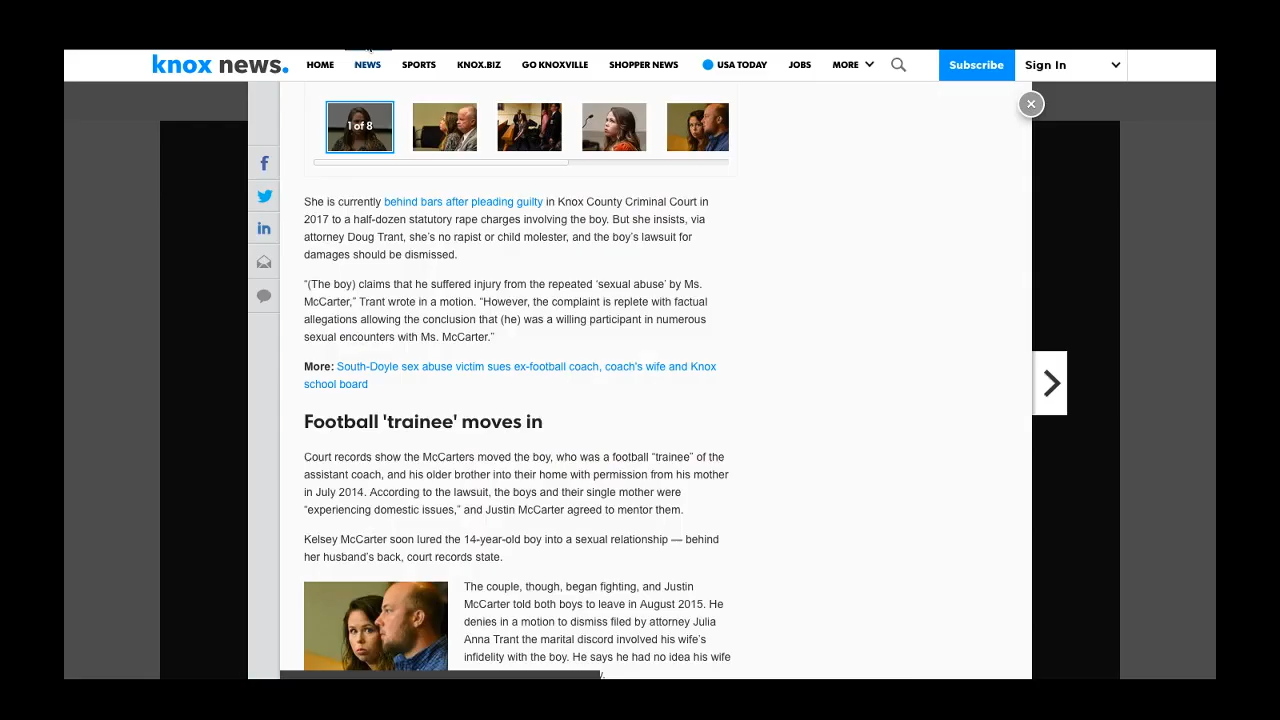 knox news.
HOME NEWS SPORTS KNOX.BIZ GO KNOXVILLE SHOPPER NEWS USA TODAY JOBS MORE Subscribe Sign In
1 of 8
She is currently behind bars after pleading guilty in Knox County Criminal Court in
2017 to a half-dozen statutory rape charges involving the boy. But she insists, via
attorney Doug Trant, she's no rapist or child molester, and the boy's lawsuit for
damages should be dismissed.
"(The boy) claims that he suffered injury from the repeated 'sexual abuse' by Ms.
McCarter," Trant wrote in a motion. "However, the complaint is replete with factual
allegations allowing the conclusion that (he) was a willing participant in numerous
sexual encounters with Ms. McCarter."
More: South-Doyle sex abuse victim sues ex-football coach, coach's wife and Knox
school board
Football 'trainee' moves in
Court records show the McCarters moved the boy, who was a football "trainee" of the
assistant coach, and his older brother into their home with permission from his mother
in July 2014. According to the lawsuit, the boys and their single mother were
"experiencing domestic issues," and Justin McCarter agreed to mentor them.
Kelsey McCarter soon lured the 14-year-old boy into a sexual relationship — behind
her husband's back, court records state.
The couple, though, began fighting, and Justin
McCarter told both boys to leave in August 2015. He
denies in a motion to dismiss filed by attorney Julia
Anna Trant the marital discord involved his wife's
infidelity with the boy. He says he had no idea his wife